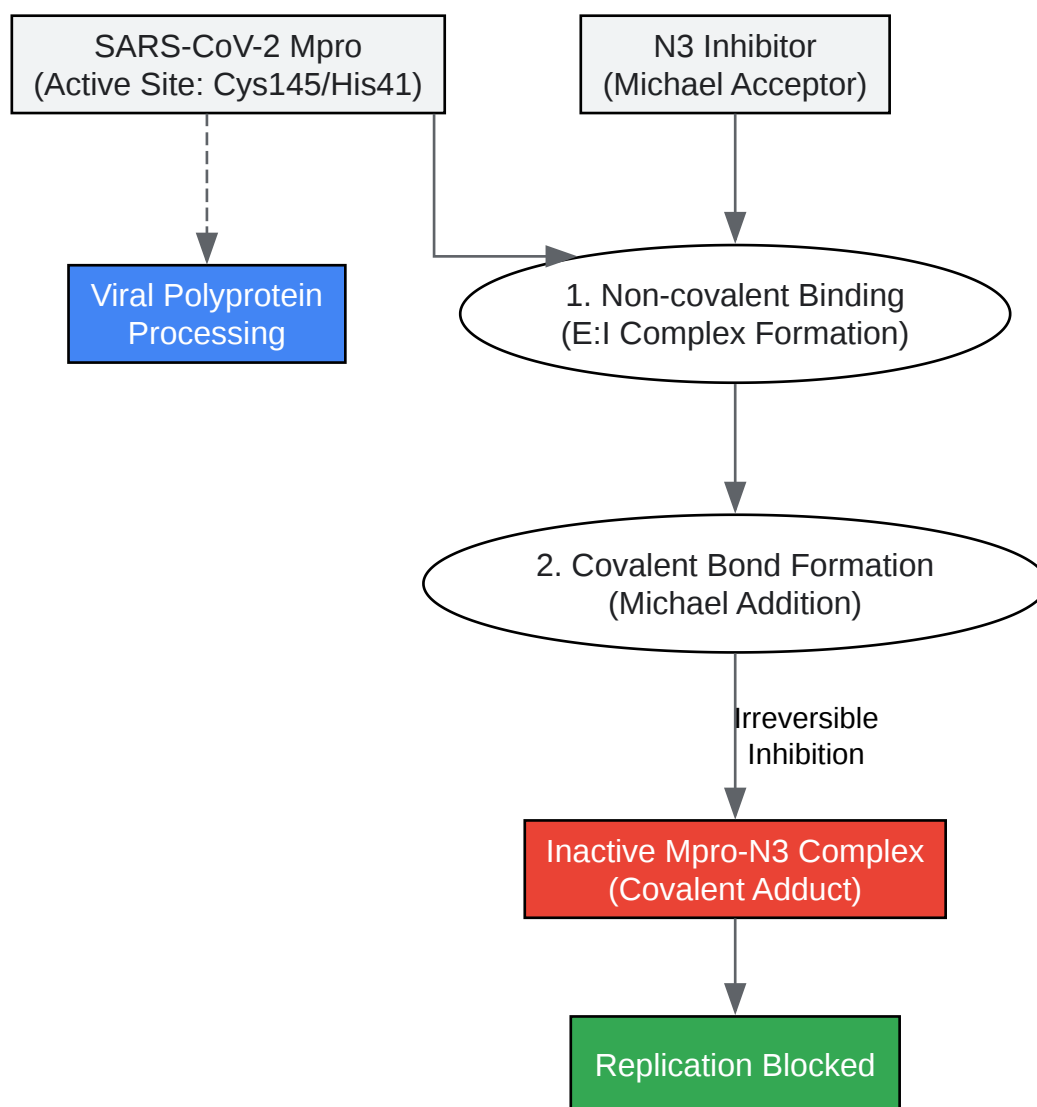 SARS-CoV-2 Mpro
(Active Site: Cys145/His41)
N3 Inhibitor
(Michael Acceptor)
Viral Polyprotein
Processing
1. Non-covalent Binding
(E:I Complex Formation)
2. Covalent Bond Formation
(Michael Addition)
Irreversible
Inhibition
Inactive Mpro-N3 Complex
(Covalent Adduct)
Replication Blocked